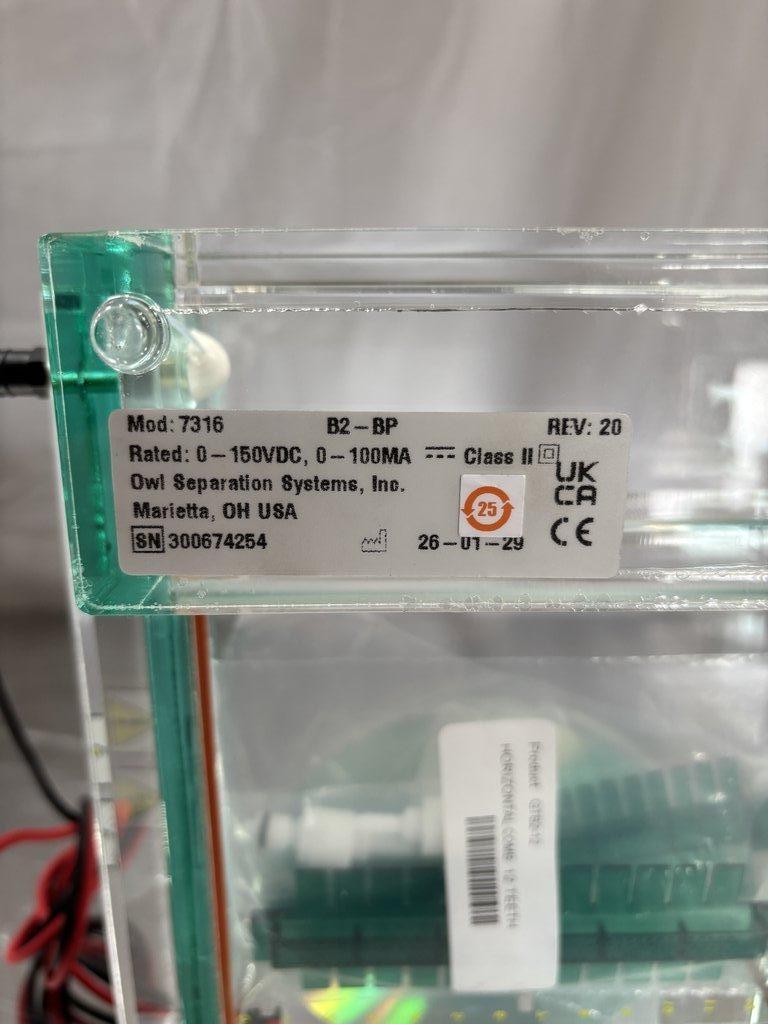 Mod: 7316 B2-BP REV: 20
Rated: 0-150VDC, 0-100MA Class II
Owl Separation Systems, Inc.
UK
CA
Marietta, OH USA
25
SN 300674254 26-01-29
CE
Product:
HORIZONTAL COMB 12 TEETH